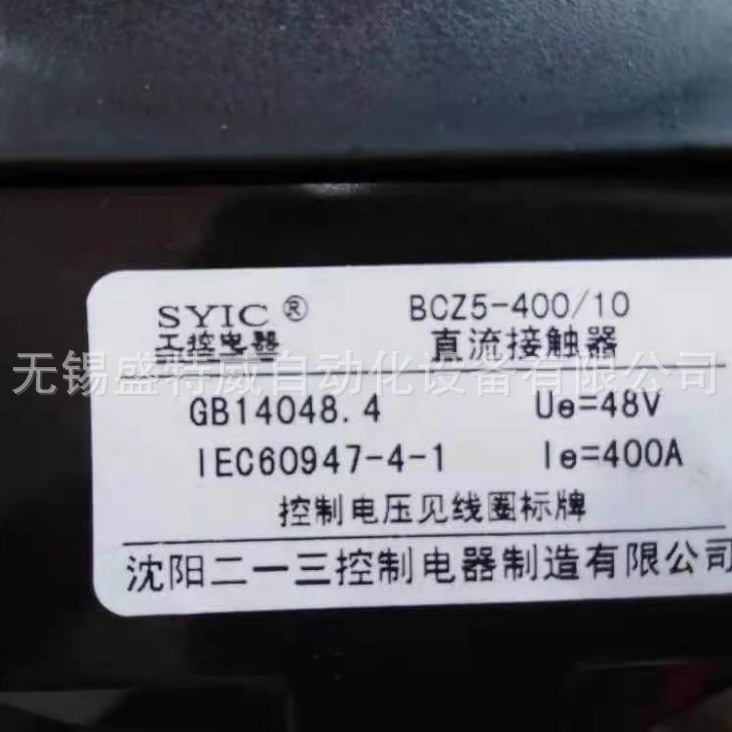 SYIC® BCZ5-400/10
工控电器 直流接触器
无锡盛特威自动化设备有限公司
GB14048.4 Ue=48V
IEC60947-4-1 Ie=400A
控制电压见线圈标牌
沈阳二一三控制电器制造有限公司